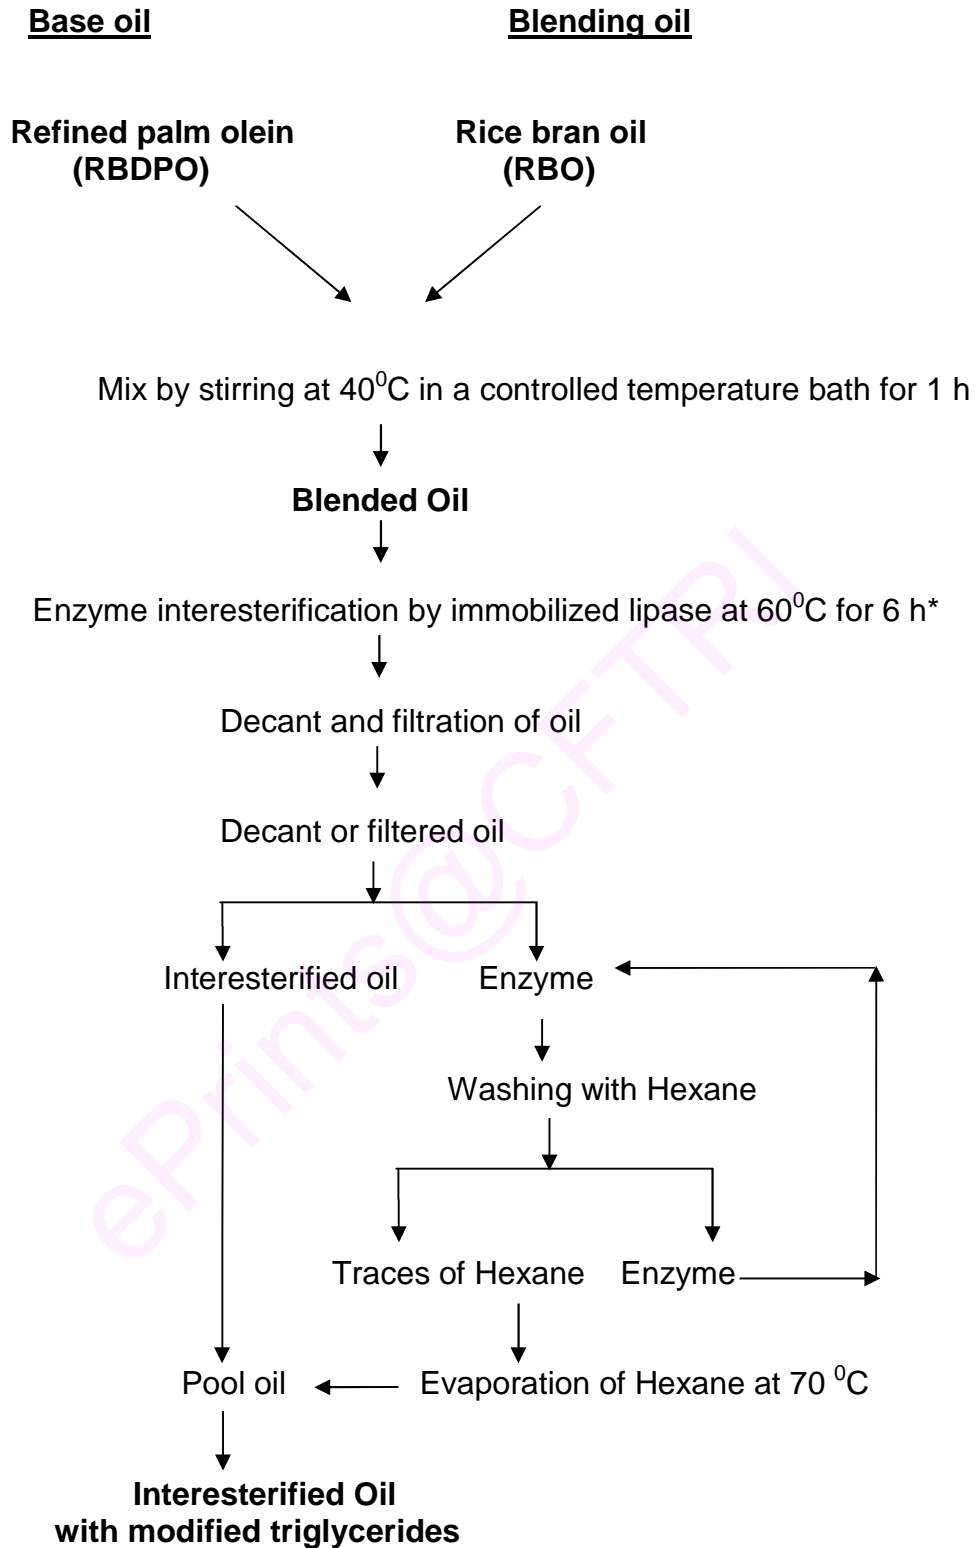 Base oil
Blending oil
Refined palm olein
(RBDPO)
Rice bran oil
(RBO)
Mix by stirring at 40⁰C in a controlled temperature bath for 1 h
Blended Oil
Enzyme interesterification by immobilized lipase at 60⁰C for 6 h*
Decant and filtration of oil
Decant or filtered oil
Interesterified oil
Enzyme
Washing with Hexane
Traces of Hexane
Enzyme
Pool oil
Evaporation of Hexane at 70 ⁰C
Interesterified Oil
with modified triglycerides
ePrints@CFTRI